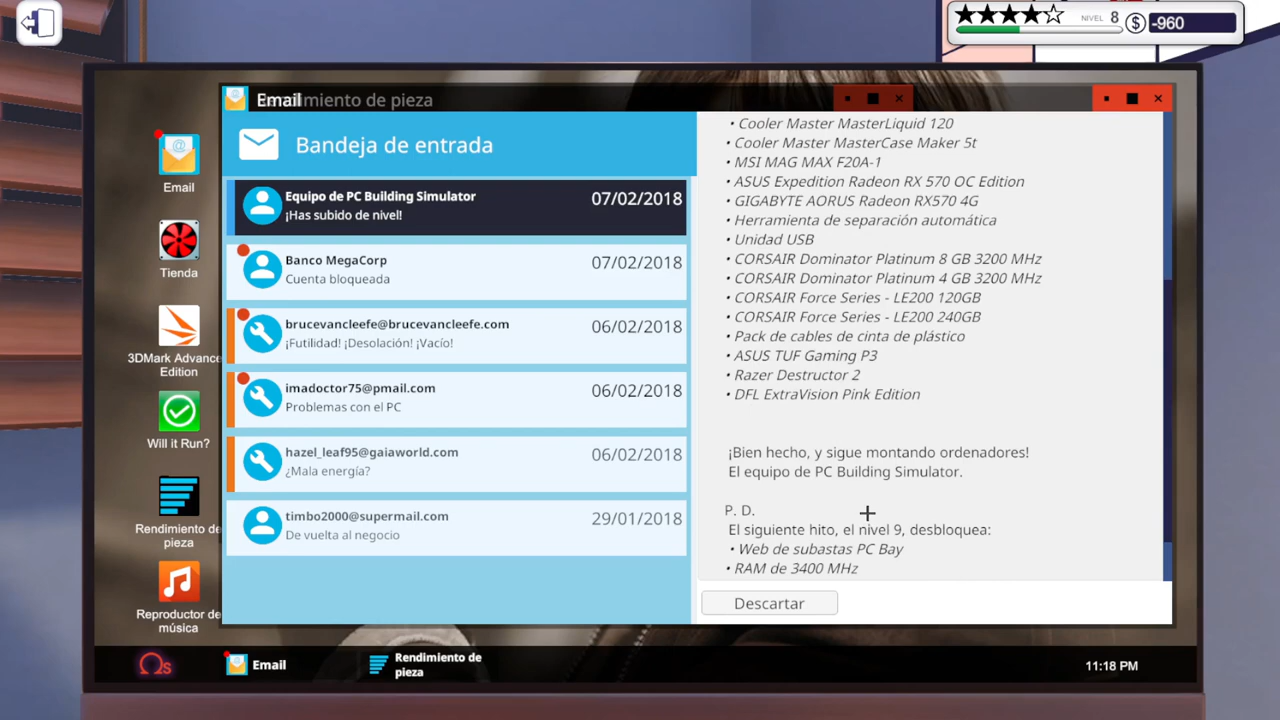 NIVEL 8
$ -960
Email
Rendimiento de pieza
Bandeja de entrada
Equipo de PC Building Simulator
07/02/2018
¡Has subido de nivel!
Banco MegaCorp
07/02/2018
Cuenta bloqueada
brucevancleefe@brucevancleefe.com
06/02/2018
¡Futilidad! ¡Desolación! ¡Vacío!
imadoctor75@pmail.com
06/02/2018
Problemas con el PC
hazel_leaf95@gaiaworld.com
06/02/2018
¿Mala energía?
timbo2000@supermail.com
29/01/2018
De vuelta al negocio
• Cooler Master MasterLiquid 120
• Cooler Master MasterCase Maker 5t
• MSI MAG MAX F20A-1
• ASUS Expedition Radeon RX 570 OC Edition
• GIGABYTE AORUS Radeon RX570 4G
• Herramienta de separación automática
• Unidad USB
• CORSAIR Dominator Platinum 8 GB 3200 MHz
• CORSAIR Dominator Platinum 4 GB 3200 MHz
• CORSAIR Force Series - LE200 120GB
• CORSAIR Force Series - LE200 240GB
• Pack de cables de cinta de plástico
• ASUS TUF Gaming P3
• Razer Destructor 2
• DFL ExtraVision Pink Edition
¡Bien hecho, y sigue montando ordenadores!
El equipo de PC Building Simulator.
P. D.
El siguiente hito, el nivel 9, desbloquea:
• Web de subastas PC Bay
• RAM de 3400 MHz
Descartar
Email
Tienda
3DMark Advance
Edition
Will it Run?
Rendimiento de
pieza
Reproductor de
música
Ωs
Email
Rendimiento de
pieza
11:18 PM